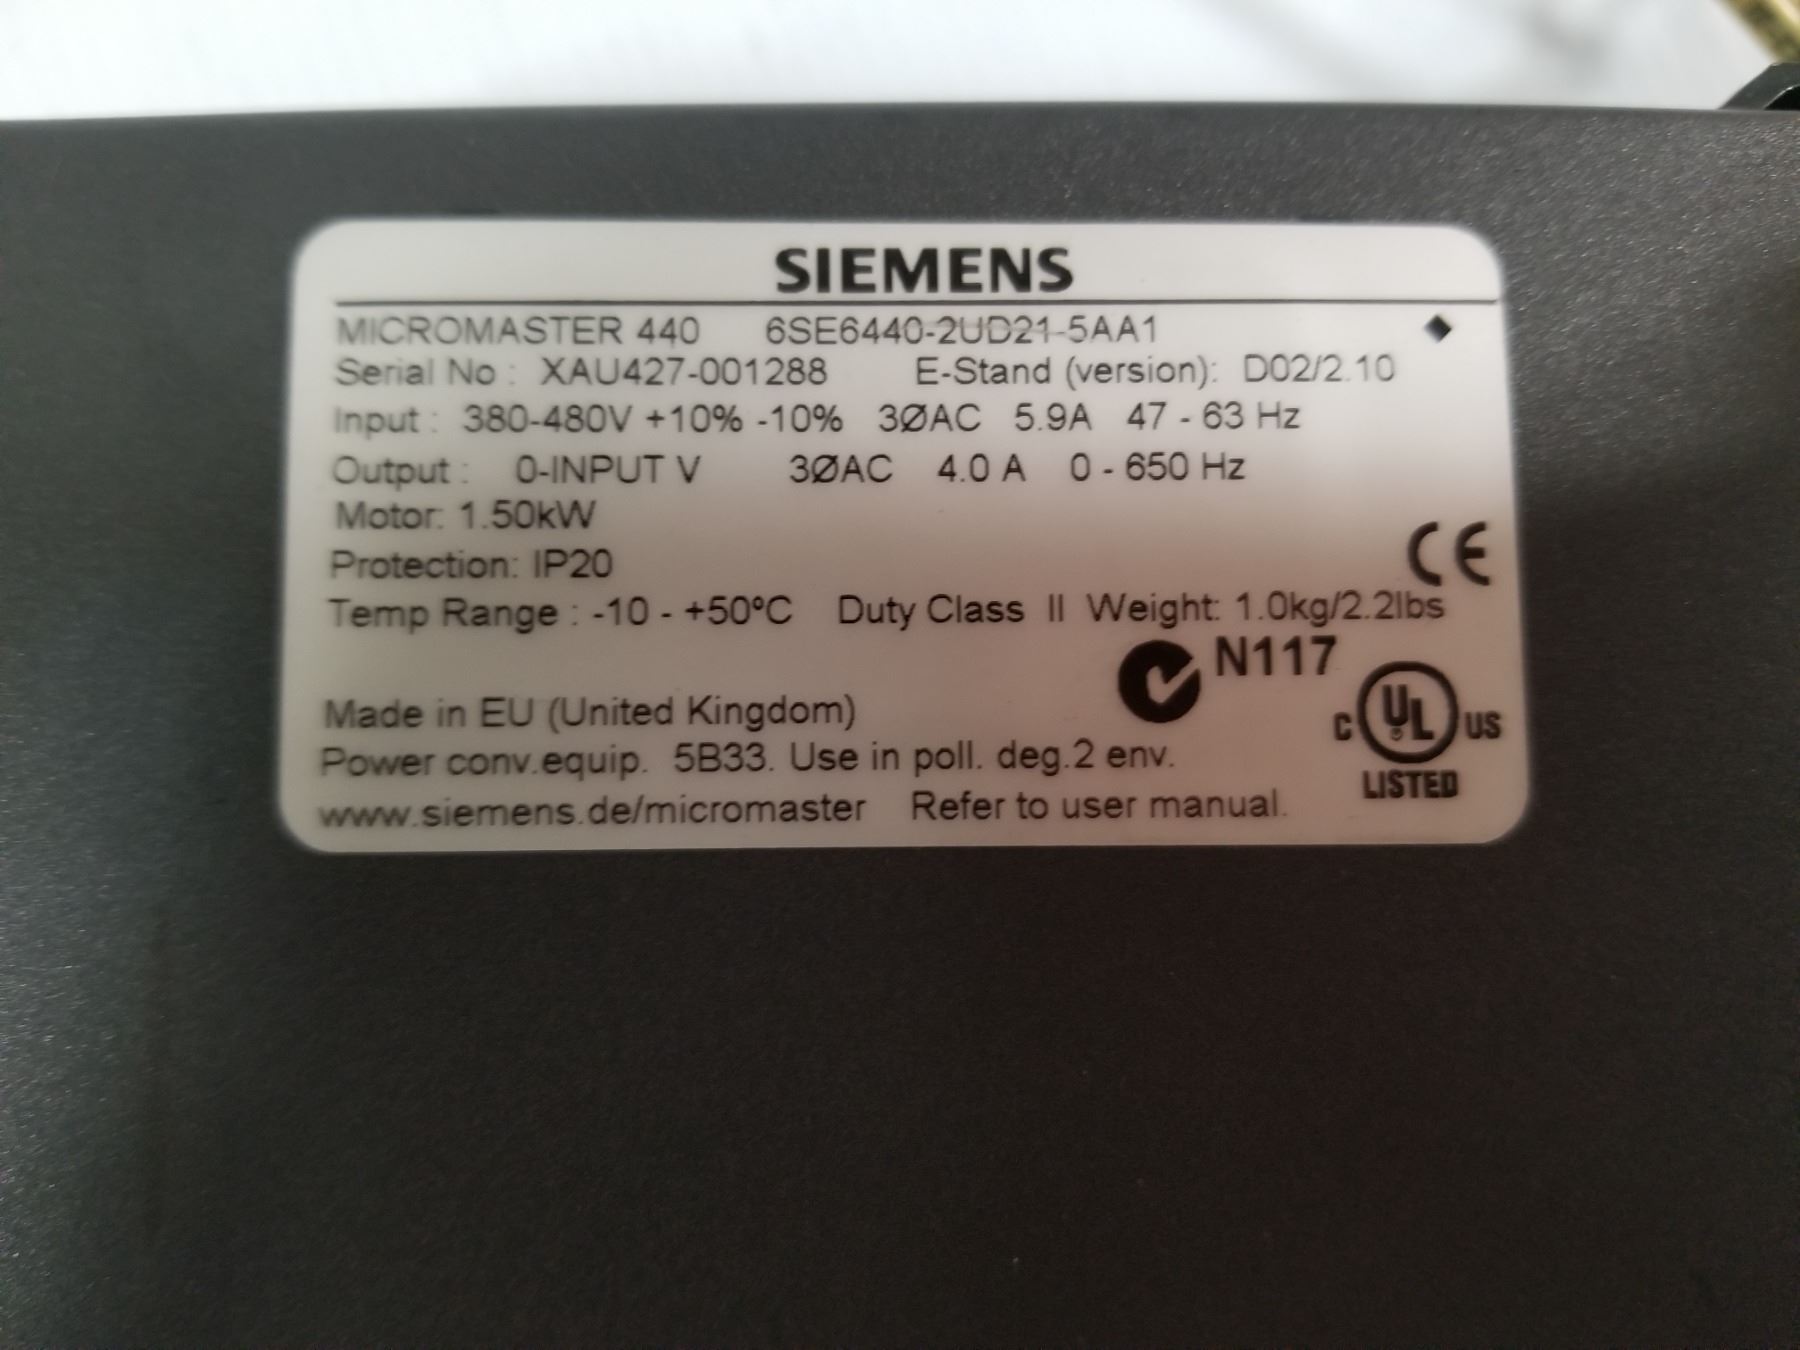 SIEMENS
MICROMASTER 440 6SE6440-2UD21-5AA1
Serial No : XAU427-001288 E-Stand (version): D02/2.10
Input : 380-480V +10% -10% 3ØAC 5.9A 47 - 63 Hz
Output : 0-INPUT V 3ØAC 4.0 A 0 - 650 Hz
Motor: 1.50kW
Protection: IP20
CE
Temp Range : -10 - +50ºC Duty Class II Weight: 1.0kg/2.2lbs
N117
Made in EU (United Kingdom)
C UL US
LISTED
Power conv.equip. 5B33. Use in poll. deg.2 env.
www.siemens.de/micromaster Refer to user manual.